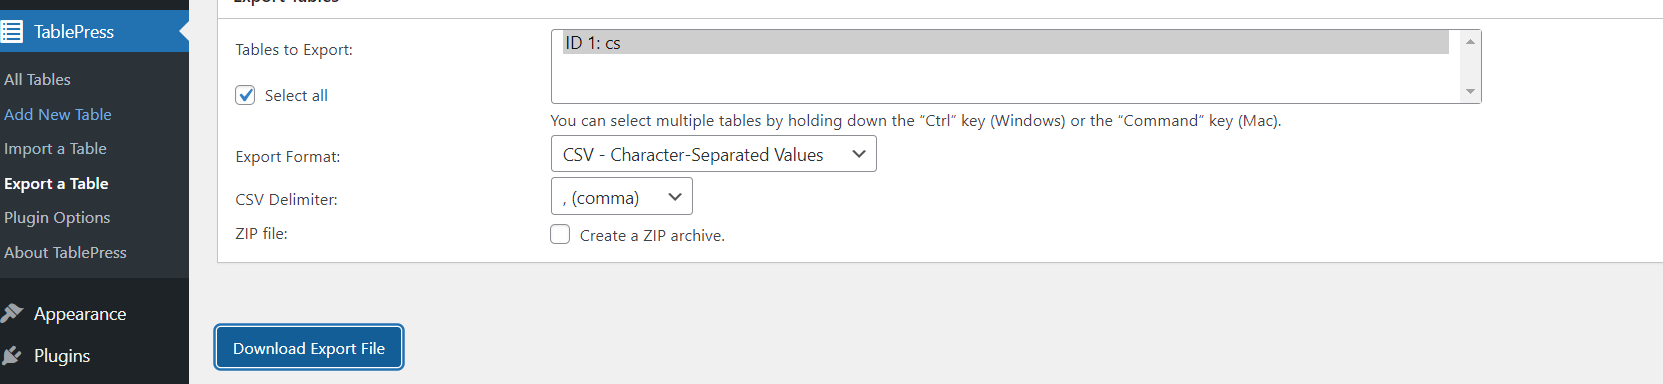 Export Tables
TablePress
All Tables
Add New Table
Import a Table
Export a Table
Plugin Options
About TablePress
Appearance
Plugins
Tables to Export:
ID 1: cs
Select all
You can select multiple tables by holding down the “Ctrl” key (Windows) or the “Command” key (Mac).
Export Format:
CSV - Character-Separated Values
CSV Delimiter:
, (comma)
ZIP file:
Create a ZIP archive.
Download Export File